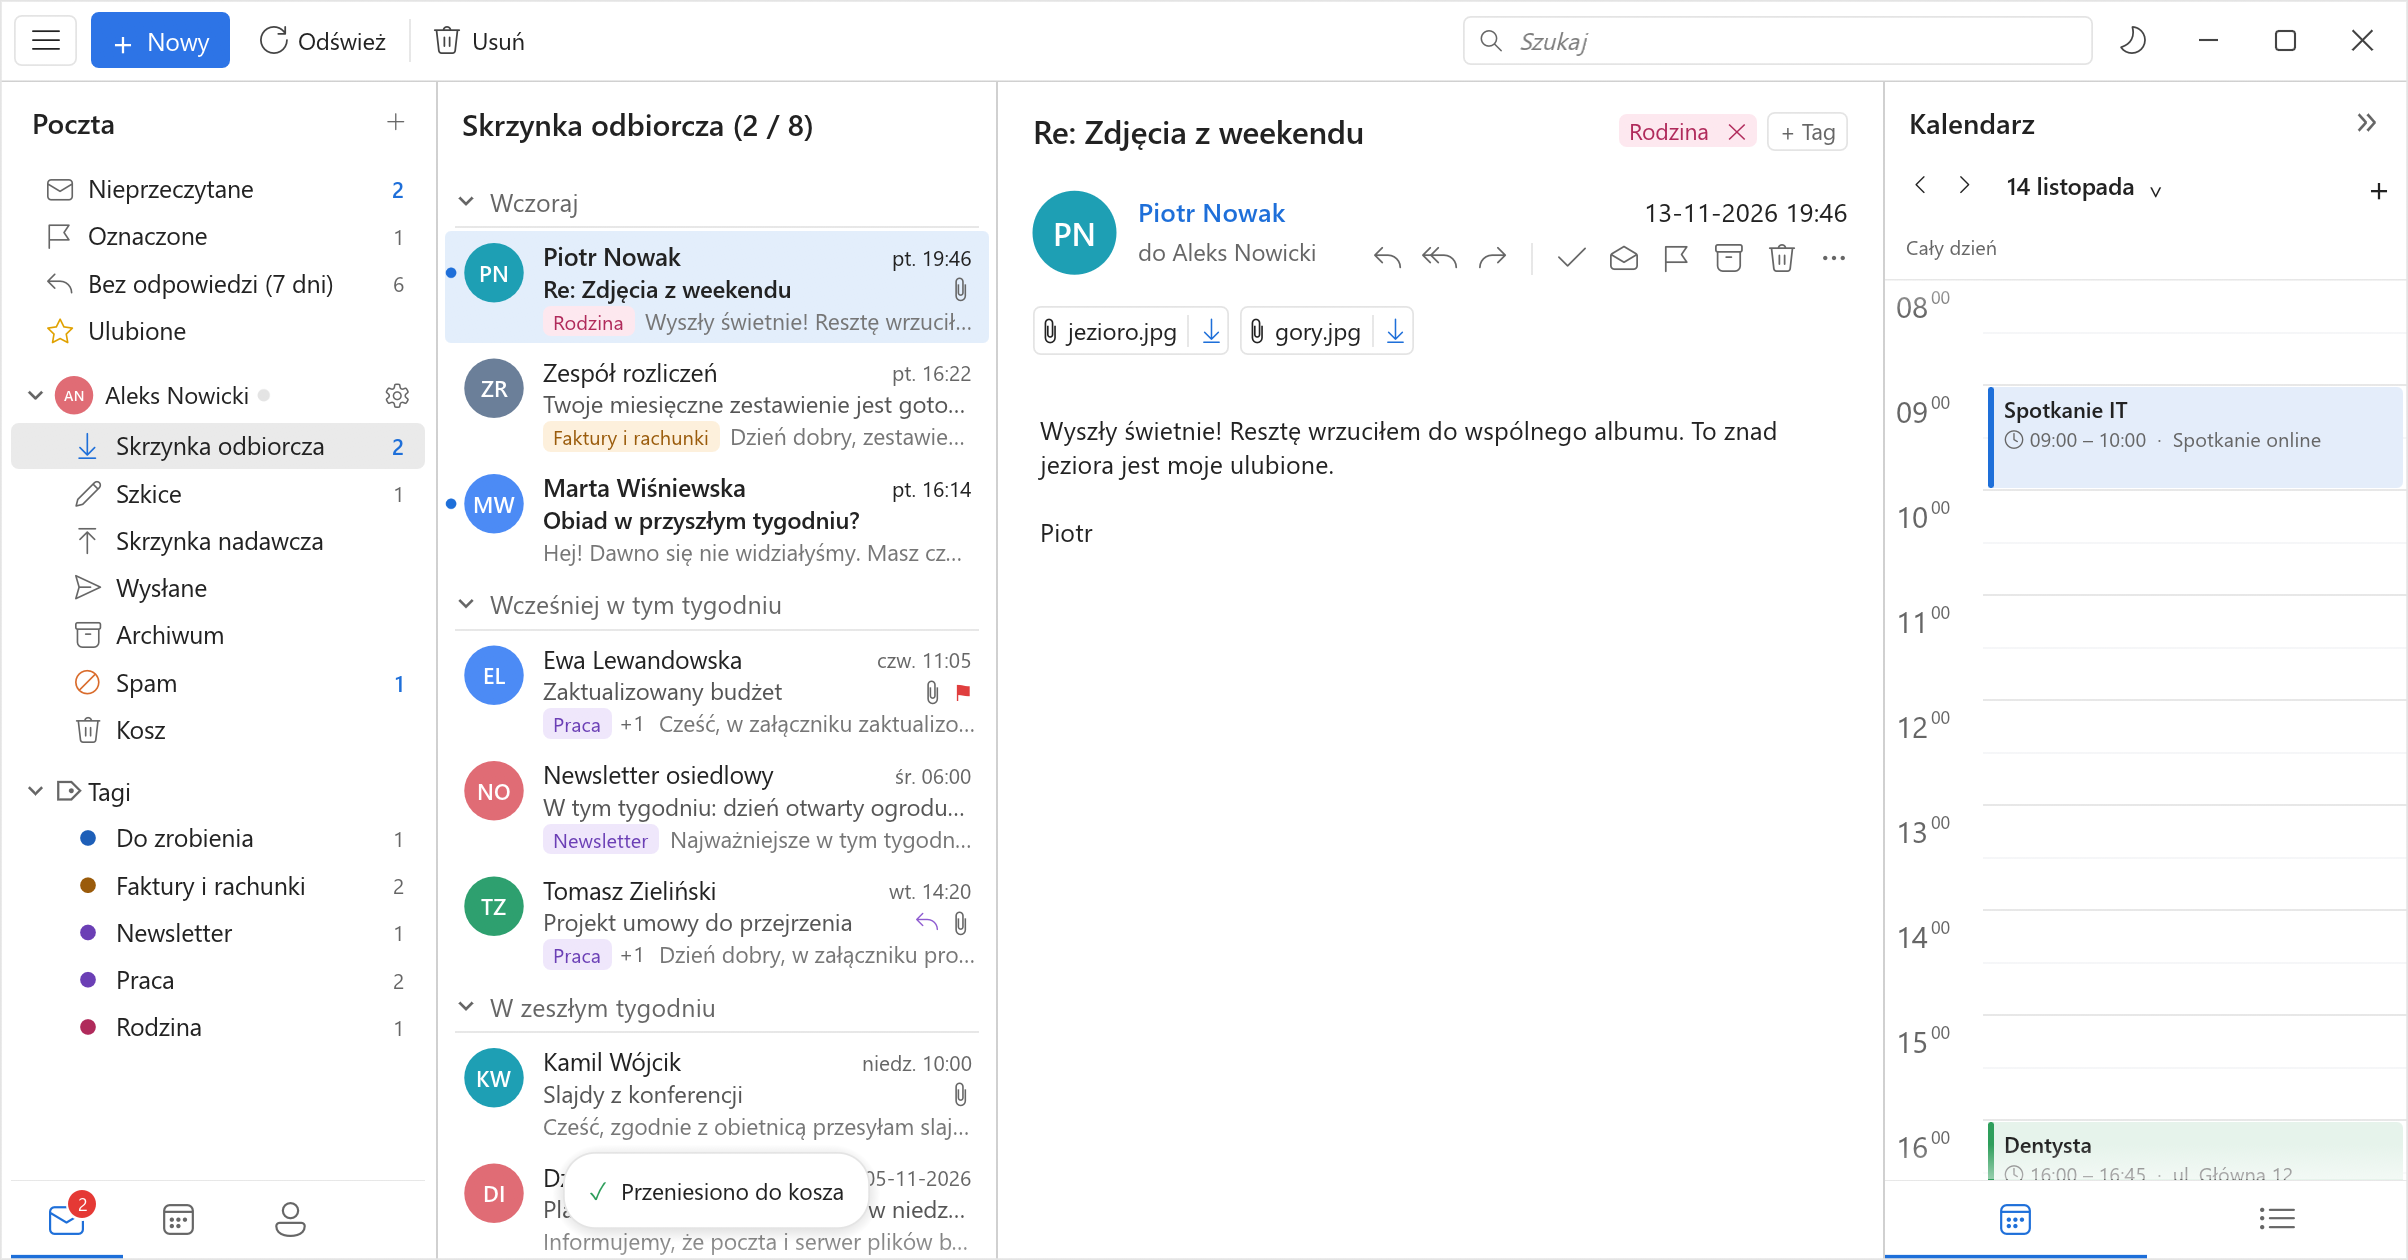 + Nowy
Odśwież
Usuń
Szukaj
Poczta
Nieprzeczytane 2
Oznaczone 1
Bez odpowiedzi (7 dni) 6
Ulubione
AN Aleks Nowicki
Skrzynka odbiorcza 2
Szkice 1
Skrzynka nadawcza
Wysłane
Archiwum
Spam 1
Kosz
Tagi
Do zrobienia 1
Faktury i rachunki 2
Newsletter 1
Praca 2
Rodzina 1
2
Skrzynka odbiorcza (2 / 8)
Wczoraj
PN Piotr Nowak pt. 19:46
Re: Zdjęcia z weekendu
Rodzina Wyszły świetnie! Resztę wrzucił...
ZR Zespół rozliczeń pt. 16:22
Twoje miesięczne zestawienie jest goto...
Faktury i rachunki Dzień dobry, zestawie...
MW Marta Wiśniewska pt. 16:14
Obiad w przyszłym tygodniu?
Hej! Dawno się nie widziałyśmy. Masz cz...
Wcześniej w tym tygodniu
EL Ewa Lewandowska czw. 11:05
Zaktualizowany budżet
Praca +1 Cześć, w załączniku zaktualizo...
NO Newsletter osiedlowy śr. 06:00
W tym tygodniu: dzień otwarty ogrodu...
Newsletter Najważniejsze w tym tygodn...
TZ Tomasz Zieliński wt. 14:20
Projekt umowy do przejrzenia
Praca +1 Dzień dobry, w załączniku pro...
W zeszłym tygodniu
KW Kamil Wójcik niedz. 10:00
Slajdy z konferencji
Cześć, zgodnie z obietnicą przesyłam slaj...
DI 05-11-2026
w niedz...
Informujemy, że poczta i serwer plików b...
Przeniesiono do kosza
Re: Zdjęcia z weekendu
Rodzina + Tag
PN Piotr Nowak 13-11-2026 19:46
do Aleks Nowicki
jezioro.jpg gory.jpg
Wyszły świetnie! Resztę wrzuciłem do wspólnego albumu. To znad
jeziora jest moje ulubione.
Piotr
Kalendarz
14 listopada
Cały dzień
08 00
09 00
Spotkanie IT
09:00 – 10:00 · Spotkanie online
10 00
11 00
12 00
13 00
14 00
15 00
16 00
Dentysta
16:00 – 16:45 · ul. Główna 12